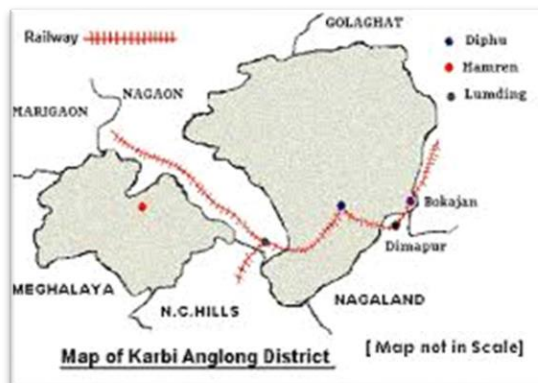 GOLAGHAT
Railway
Diphu
Hamren
Lumding
NAGAON
MARIGAON
Bokajan
Dimapur
MEGHALAYA
N.C.HILLS
NAGALAND
Map of Karbi Anglong District
[ Map not in Scale]